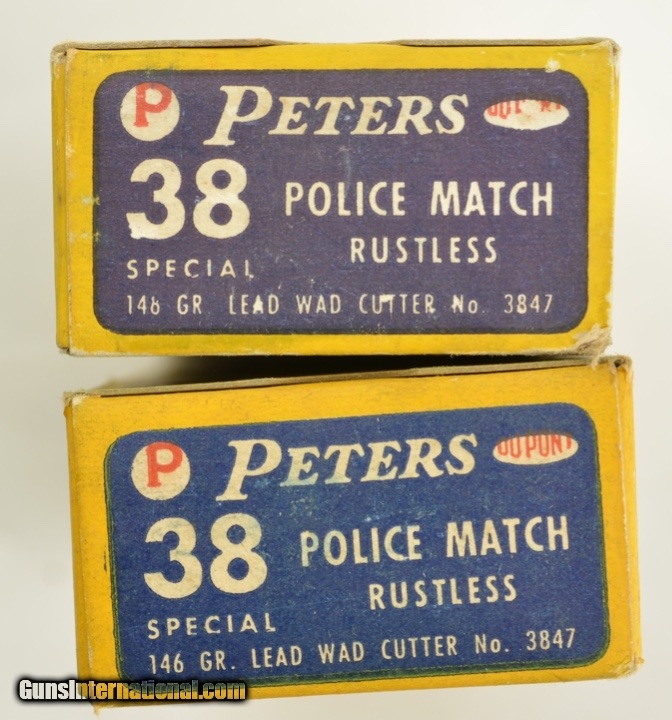 P PETERS
38 POLICE MATCH
RUSTLESS
SPECIAL
148 GR. LEAD WAD CUTTER No. 3847
P PETERS DU PONT
38 POLICE MATCH
RUSTLESS
SPECIAL
146 GR. LEAD WAD CUTTER No. 3847
GunsInternational.com